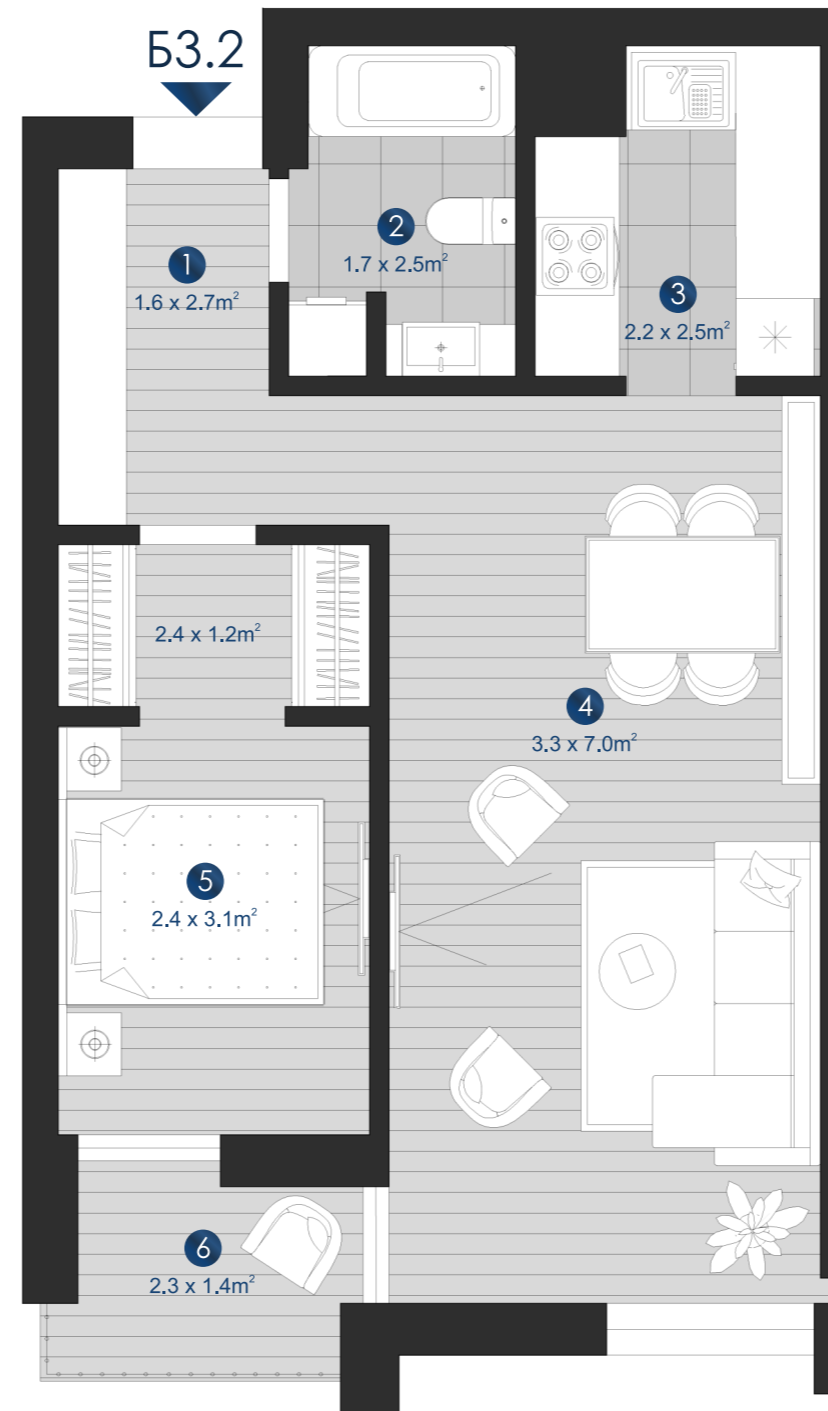 Б3.2
1
1.6 x 2.7m²
2
1.7 x 2.5m²
3
2.2 x 2.5m²
2.4 x 1.2m²
4
3.3 x 7.0m²
5
2.4 x 3.1m²
6
2.3 x 1.4m²